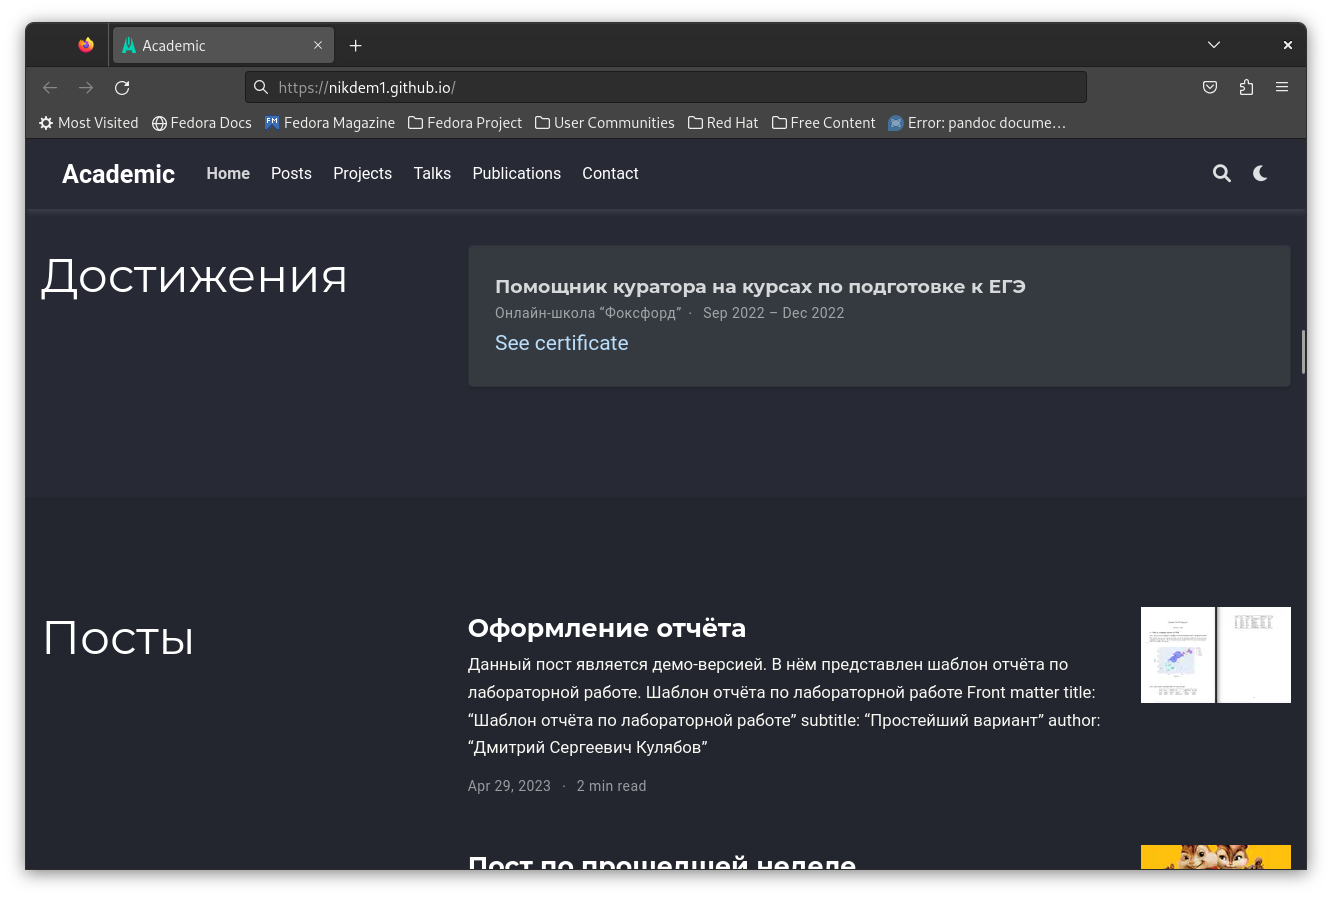 Academic
https://nikdem1.github.io/
Most Visited Fedora Docs Fedora Magazine Fedora Project User Communities Red Hat Free Content Error: pandoc docume…
Academic Home Posts Projects Talks Publications Contact
Достижения
Помощник куратора на курсах по подготовке к ЕГЭ
Онлайн-школа “Фоксфорд” · Sep 2022 – Dec 2022
See certificate
Посты
Оформление отчёта
Данный пост является демо-версией. В нём представлен шаблон отчёта по
лабораторной работе. Шаблон отчёта по лабораторной работе Front matter title:
“Шаблон отчёта по лабораторной работе” subtitle: “Простейший вариант” author:
“Дмитрий Сергеевич Кулябов”
Apr 29, 2023 · 2 min read
Пост по прошедшей неделе